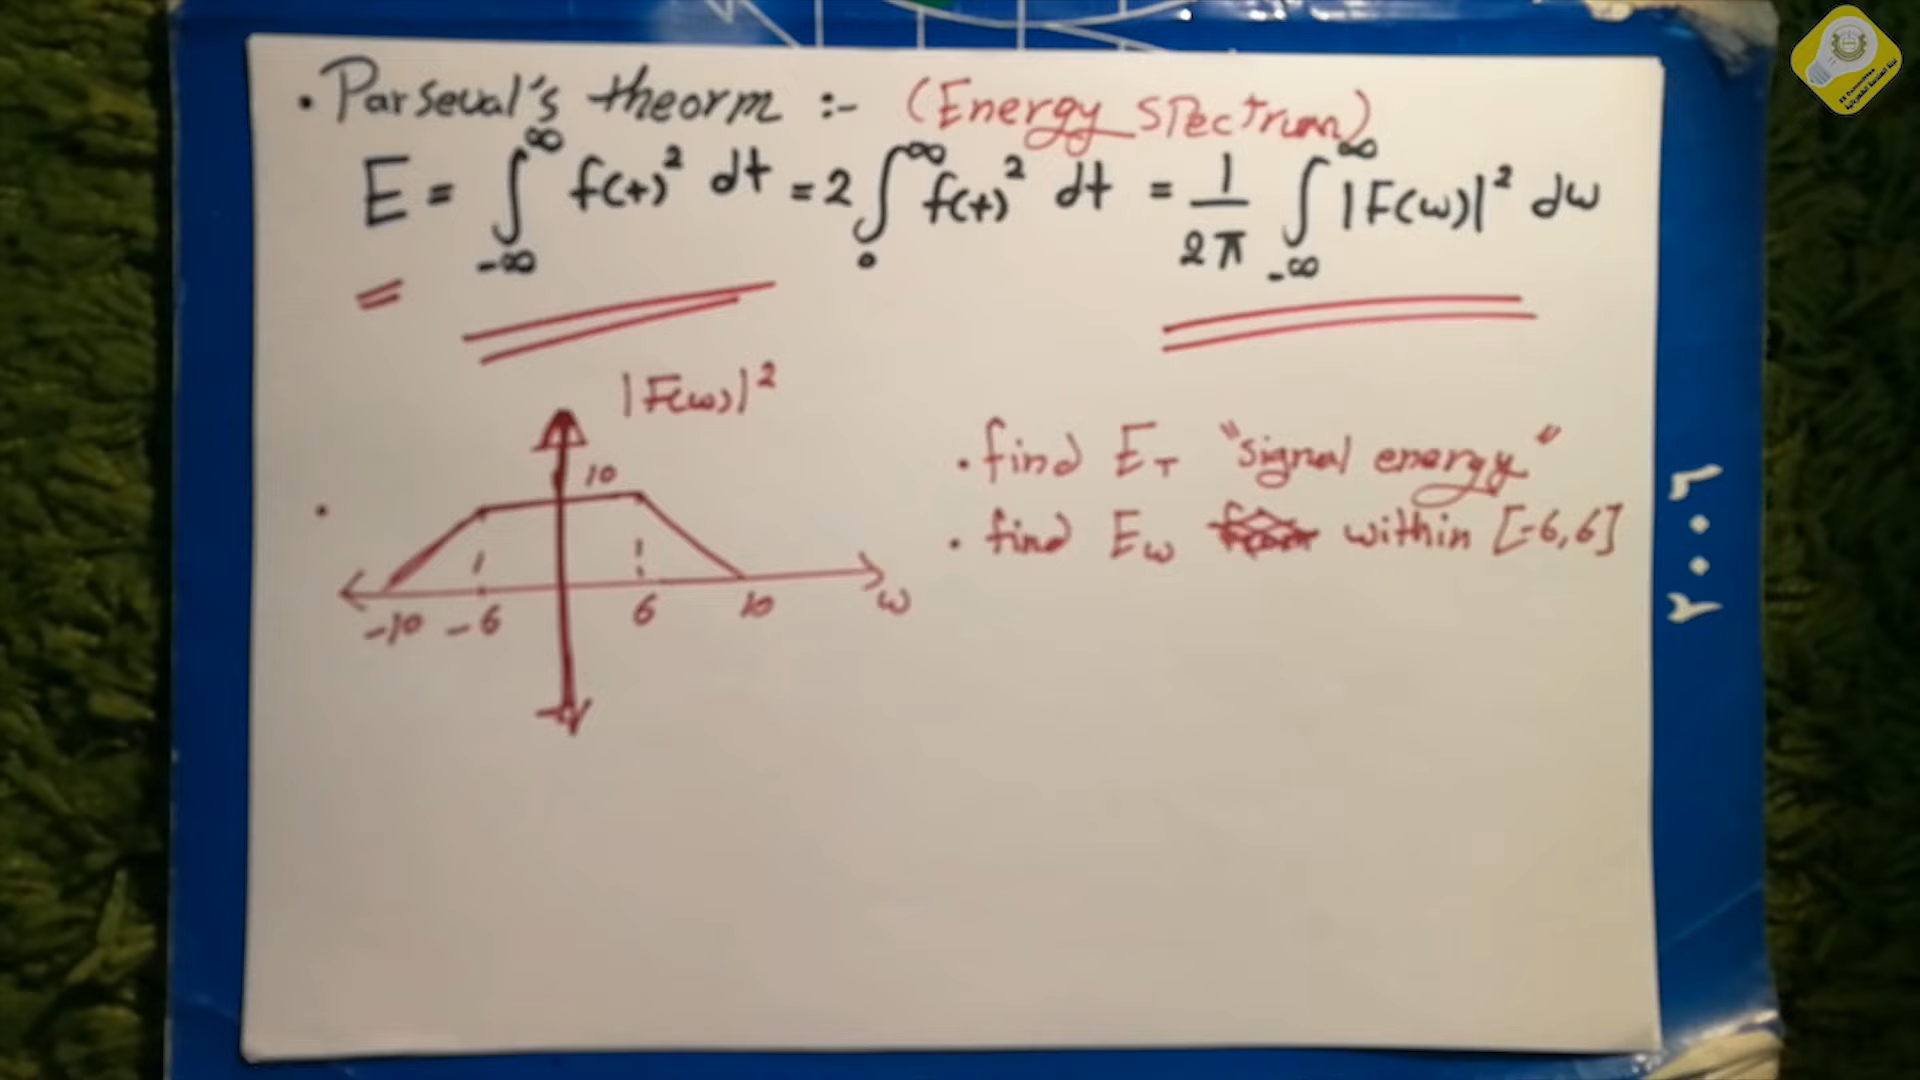 • Parseval's theorm :- (Energy spectrum)
E = ∫_{-∞}^{∞} f(t)² dt = 2 ∫_{0}^{∞} f(t)² dt = 1/2π ∫_{-∞}^{∞} |F(ω)|² dω
|F(ω)|²
10
-10 -6 6 10 ω
• find E_T "signal energy"
• find E_ω within [-6,6]
٢٠٠٦